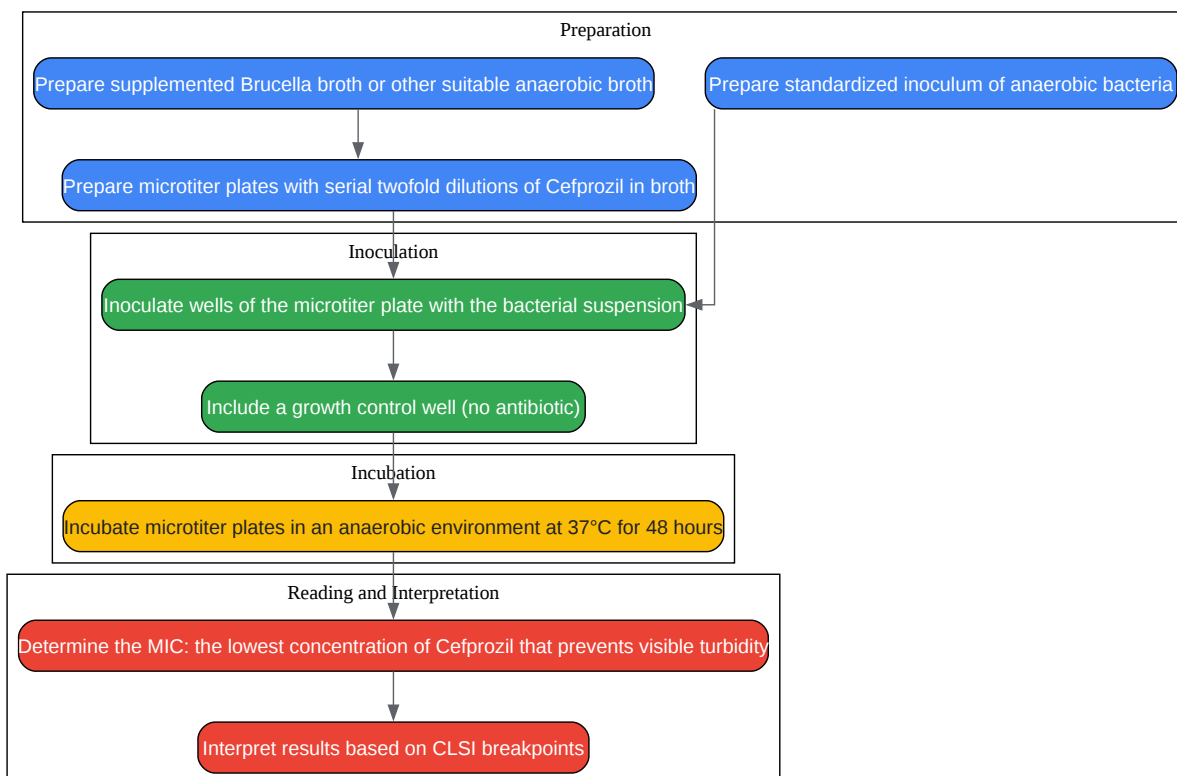 Preparation
Prepare supplemented Brucella broth or other suitable anaerobic broth
Prepare standardized inoculum of anaerobic bacteria
Prepare microtiter plates with serial twofold dilutions of Cefprozil in broth
Inoculation
Inoculate wells of the microtiter plate with the bacterial suspension
Include a growth control well (no antibiotic)
Incubation
Incubate microtiter plates in an anaerobic environment at 37°C for 48 hours
Reading and Interpretation
Determine the MIC: the lowest concentration of Cefprozil that prevents visible turbidity
Interpret results based on CLSI breakpoints